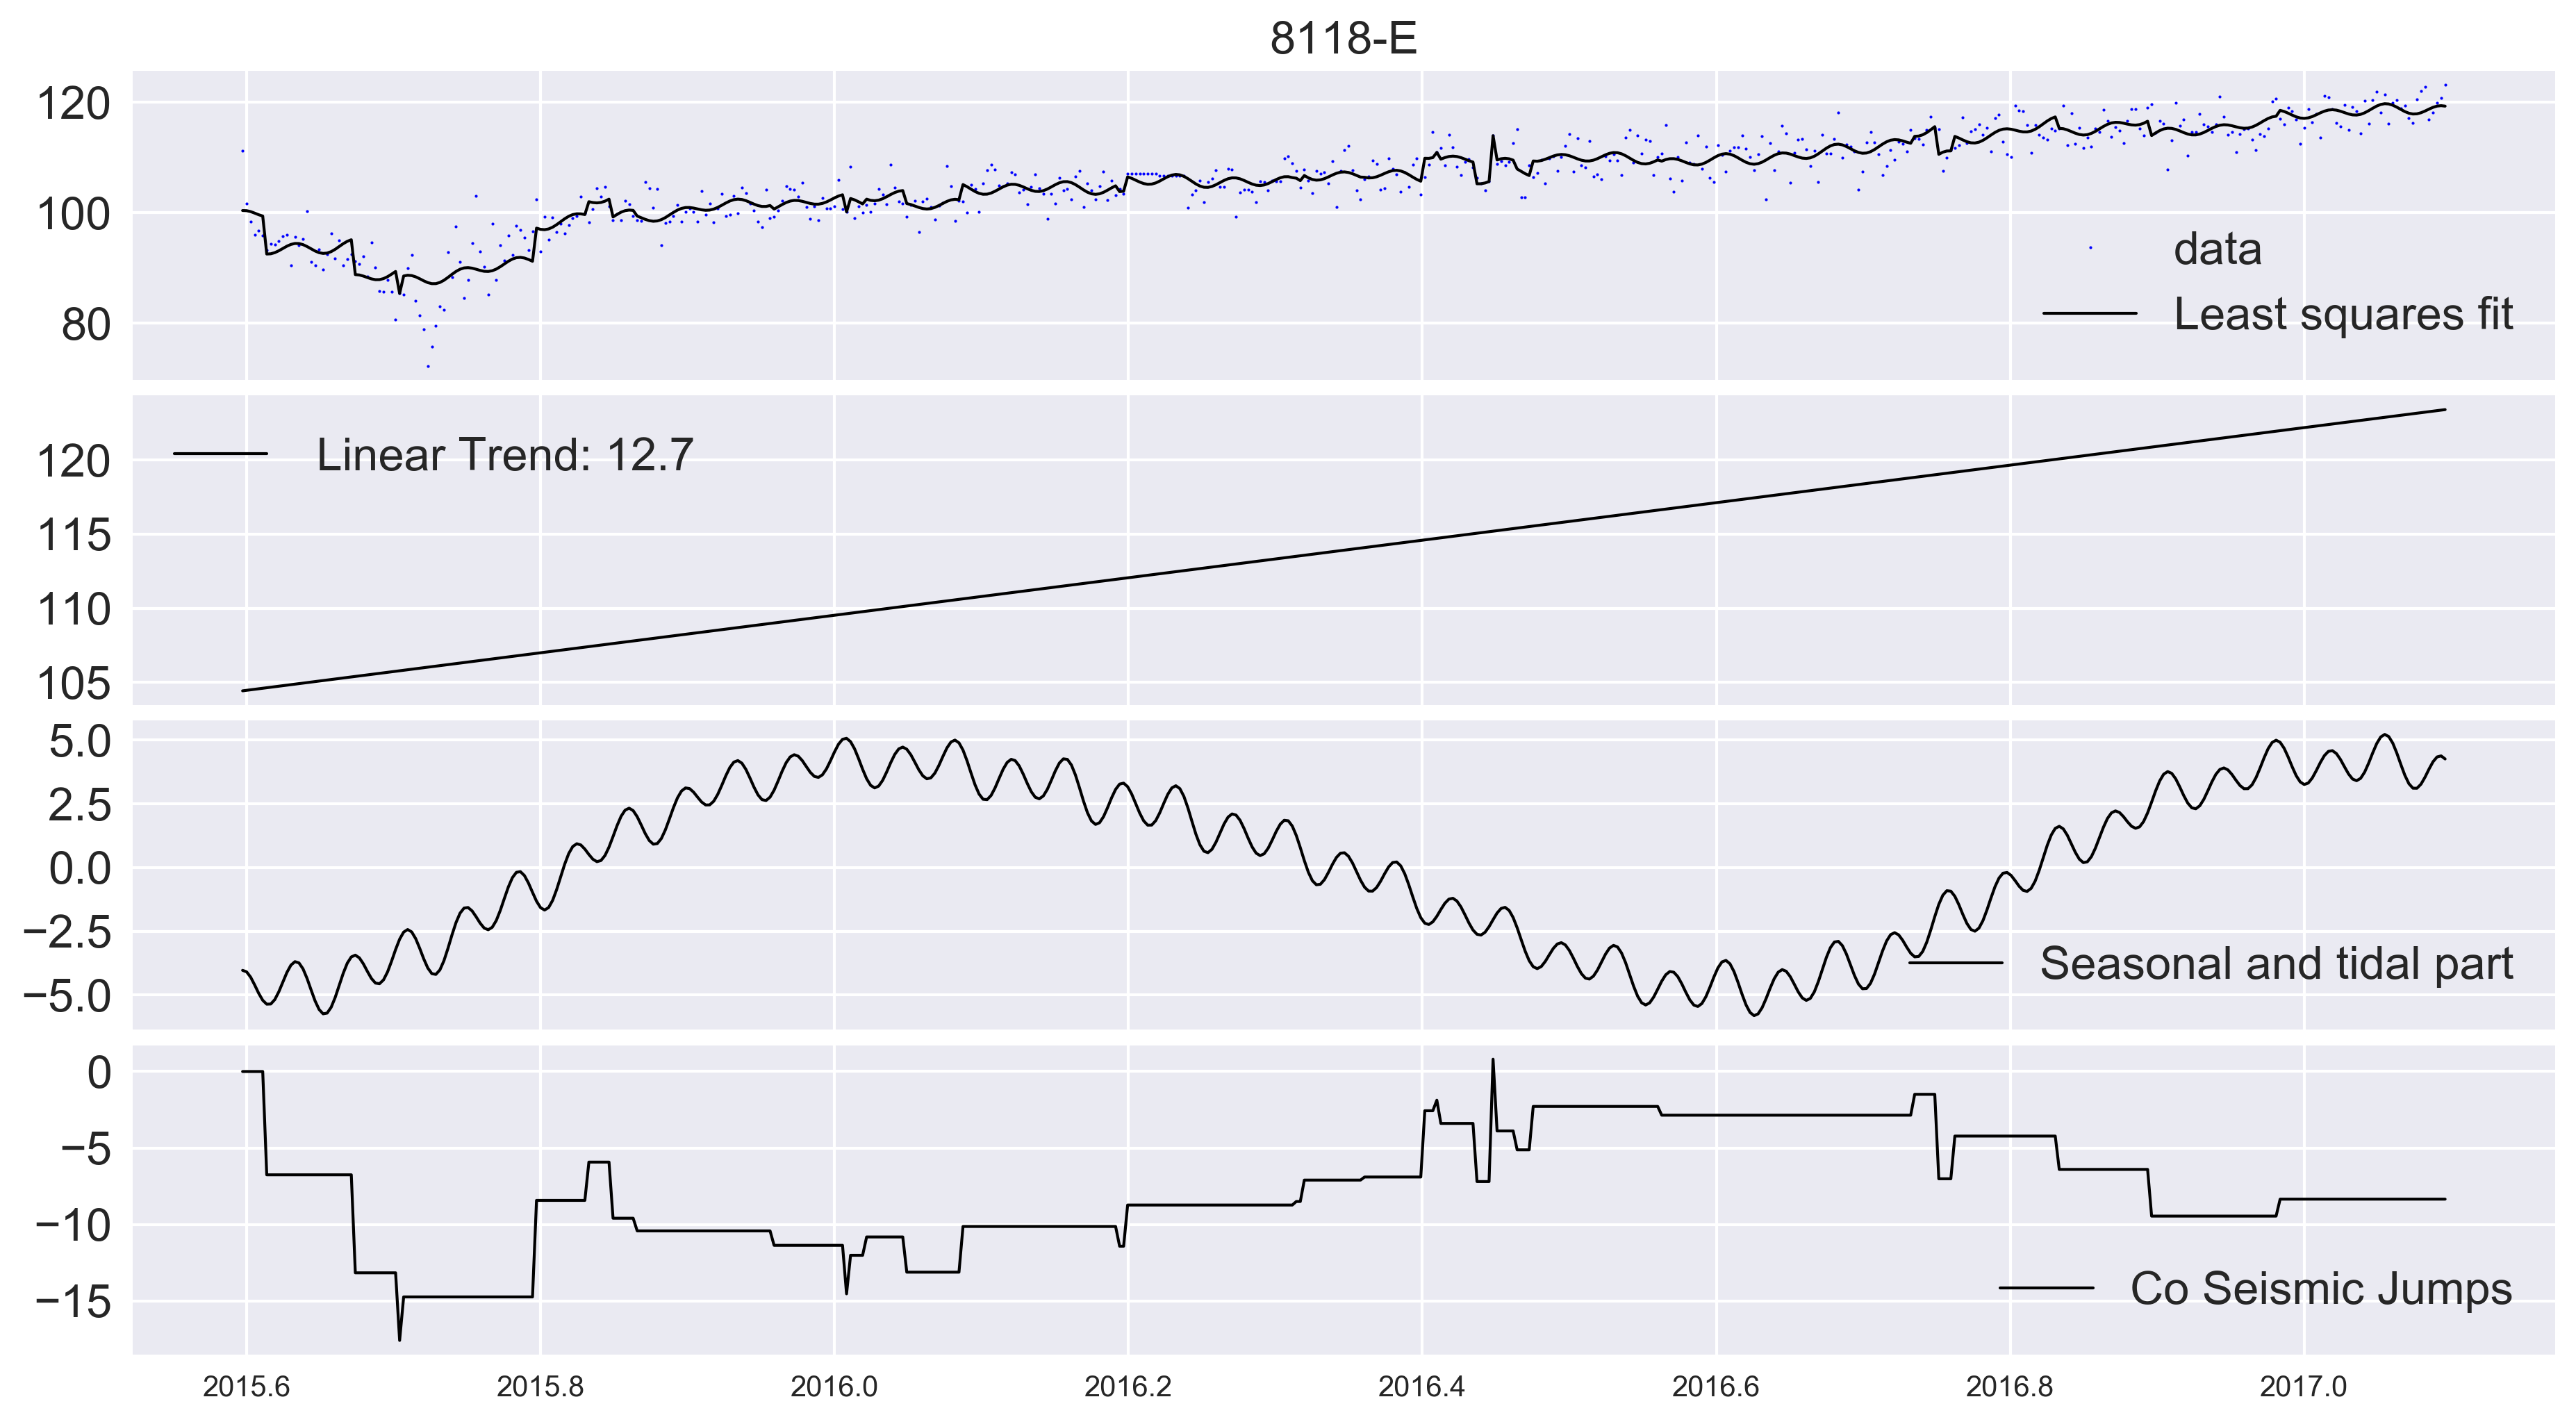 8118-E
120
100
80
data
Least squares fit
120
115
110
105
Linear Trend: 12.7
5.0
2.5
0.0
−2.5
−5.0
Seasonal and tidal part
0
−5
−10
−15
Co Seismic Jumps
2015.6 2015.8 2016.0 2016.2 2016.4 2016.6 2016.8 2017.0